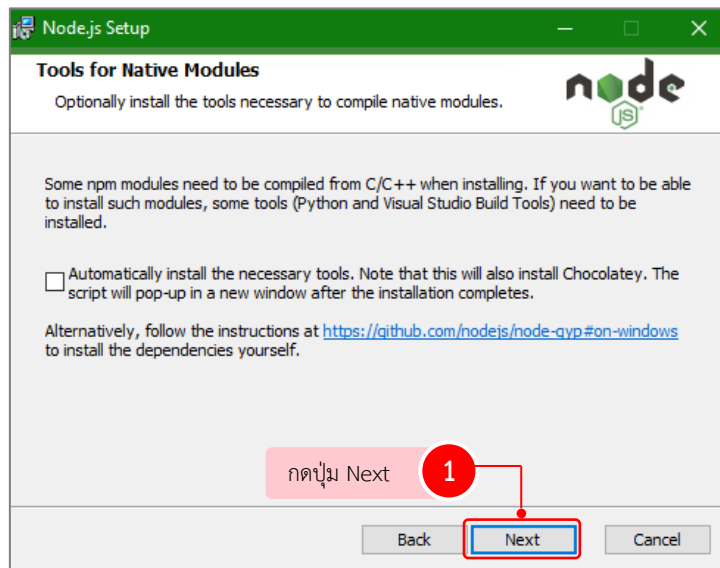 Node.js Setup
Tools for Native Modules
Optionally install the tools necessary to compile native modules.
node
JS
Some npm modules need to be compiled from C/C++ when installing. If you want to be able
to install such modules, some tools (Python and Visual Studio Build Tools) need to be
installed.
Automatically install the necessary tools. Note that this will also install Chocolatey. The
script will pop-up in a new window after the installation completes.
Alternatively, follow the instructions at https://github.com/nodejs/node-gyp#on-windows
to install the dependencies yourself.
กดปุ่ม Next 1
Back Next Cancel